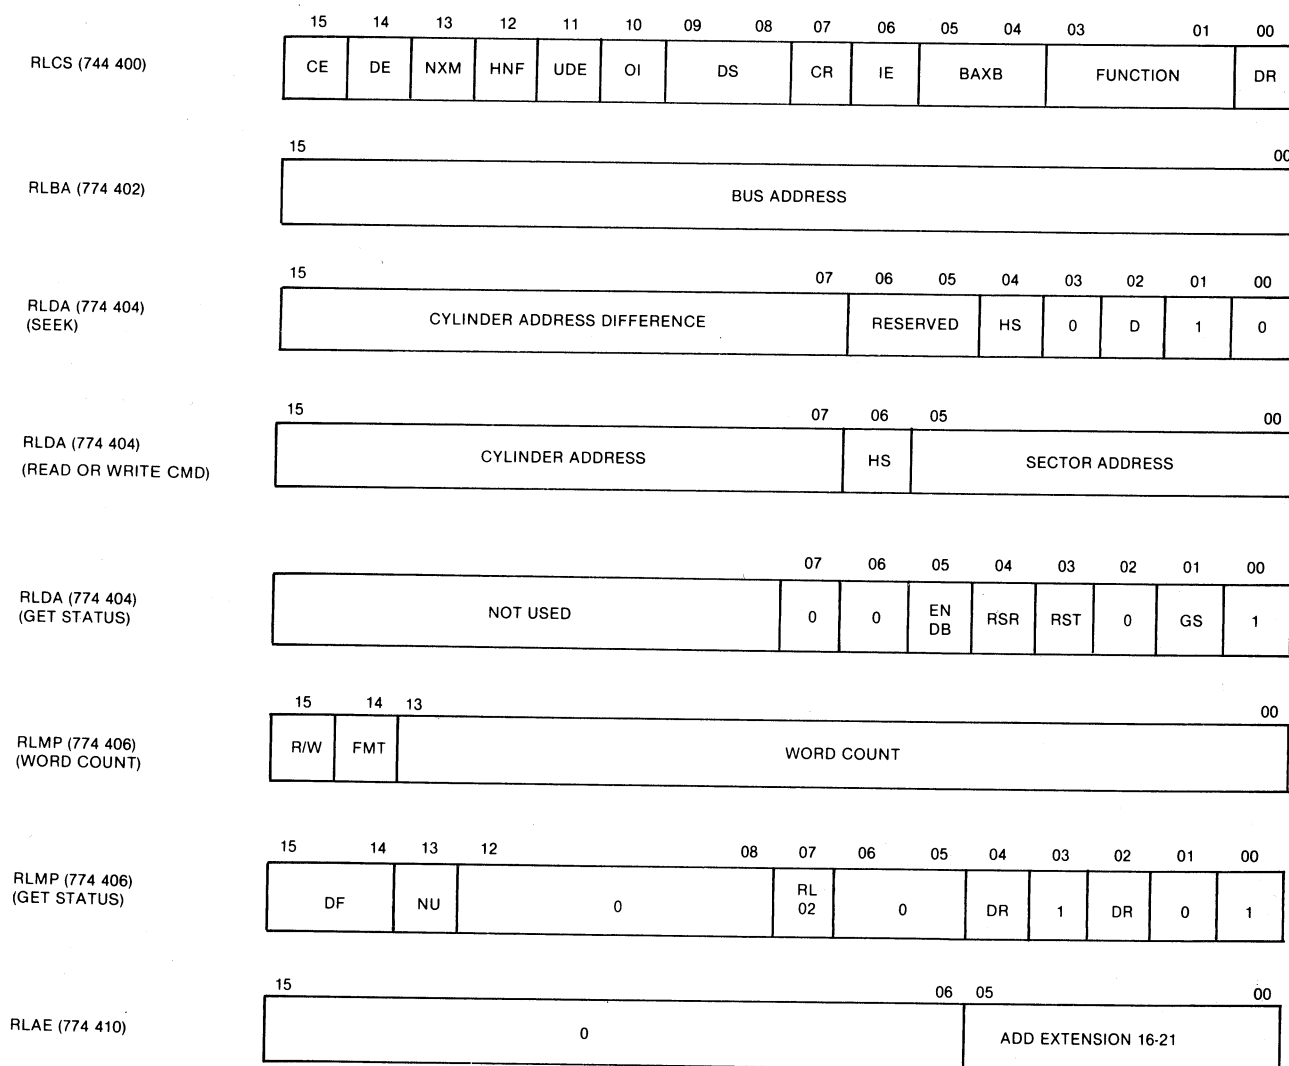 15 14 13 12 11 10 09 08 07 06 05 04 03 01 00
RLCS (744 400) CE DE NXM HNF UDE OI DS CR IE BAXB FUNCTION DR
15 00
RLBA (774 402) BUS ADDRESS
15 07 06 05 04 03 02 01 00
RLDA (774 404)
(SEEK)
CYLINDER ADDRESS DIFFERENCE RESERVED HS 0 D 1 0
15 07 06 05 00
RLDA (774 404)
(READ OR WRITE CMD)
CYLINDER ADDRESS HS SECTOR ADDRESS
07 06 05 04 03 02 01 00
RLDA (774 404)
(GET STATUS)
NOT USED 0 0 EN DB RSR RST 0 GS 1
15 14 13 00
RLMP (774 406)
(WORD COUNT)
R/W FMT WORD COUNT
15 14 13 12 08 07 06 05 04 03 02 01 00
RLMP (774 406)
(GET STATUS)
DF NU 0 RL 02 0 DR 1 DR 0 1
15 06 05 00
RLAE (774 410) 0 ADD EXTENSION 16-21